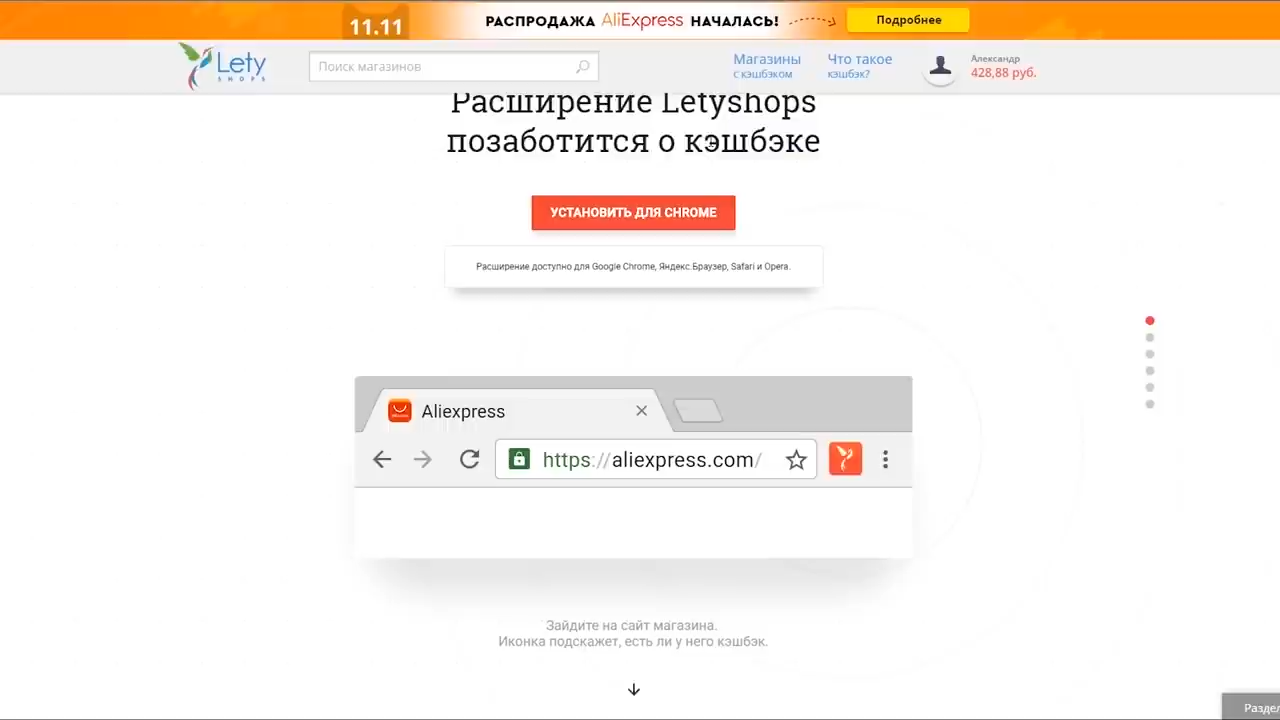 11.11
РАСПРОДАЖА AliExpress НАЧАЛАСЬ!
Подробнее
Lety
SHOPS
Поиск магазинов
Магазины
с кэшбэком
Что такое
кэшбэк?
Александр
428,88 руб.
Расширение Letyshops
позаботится о кэшбэке
УСТАНОВИТЬ ДЛЯ CHROME
Расширение доступно для Google Chrome, Яндекс.Браузер, Safari и Opera.
Aliexpress
https://aliexpress.com/
Зайдите на сайт магазина.
Иконка подскажет, есть ли у него кэшбэк.
Раздел